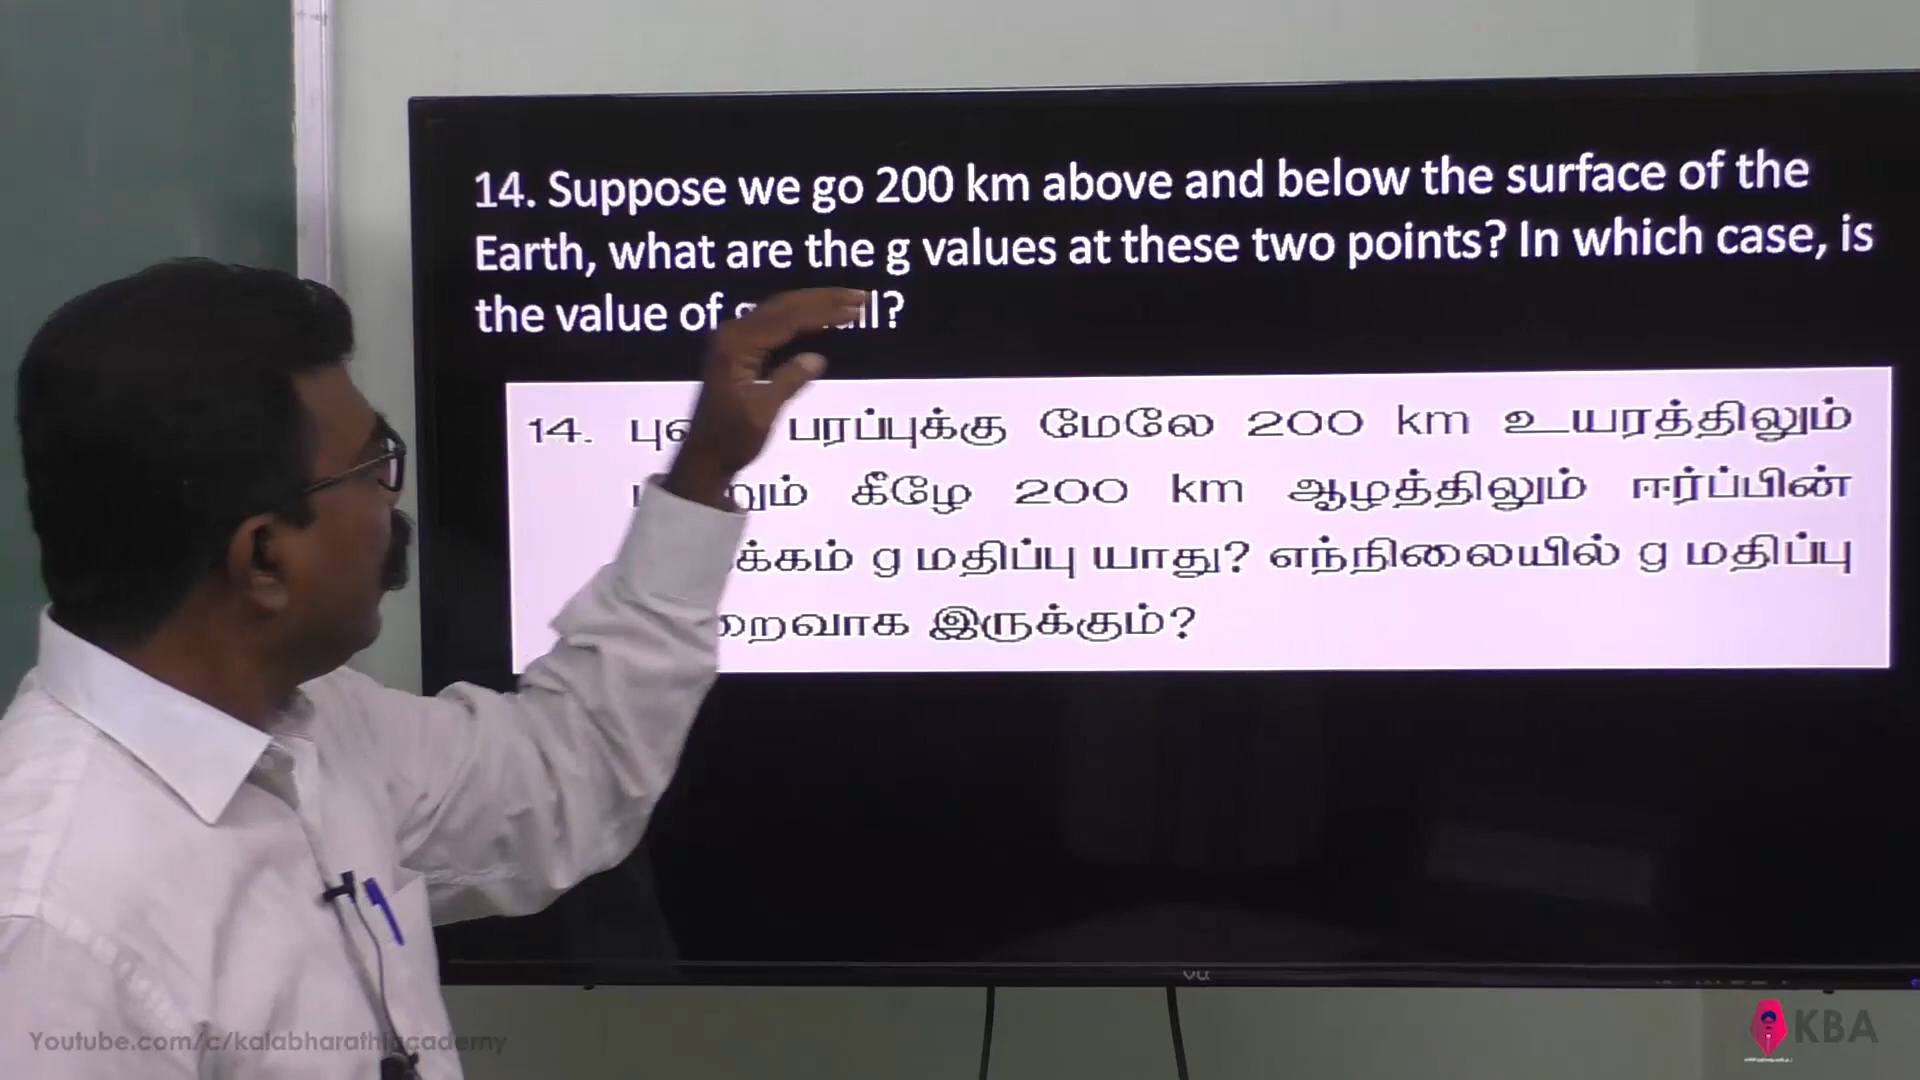 14. Suppose we go 200 km above and below the surface of the
Earth, what are the g values at these two points? In which case, is
the value of
14. பரப்புக்கு மேலே 200 km உயரத்திலும்
கீழே 200 km ஆழத்திலும் ஈர்ப்பின்
g மதிப்பு யாது? எந்நிலையில் g மதிப்பு
இருக்கும்?
vu
Youtube.com/c/kalabharathiacademy
KBA